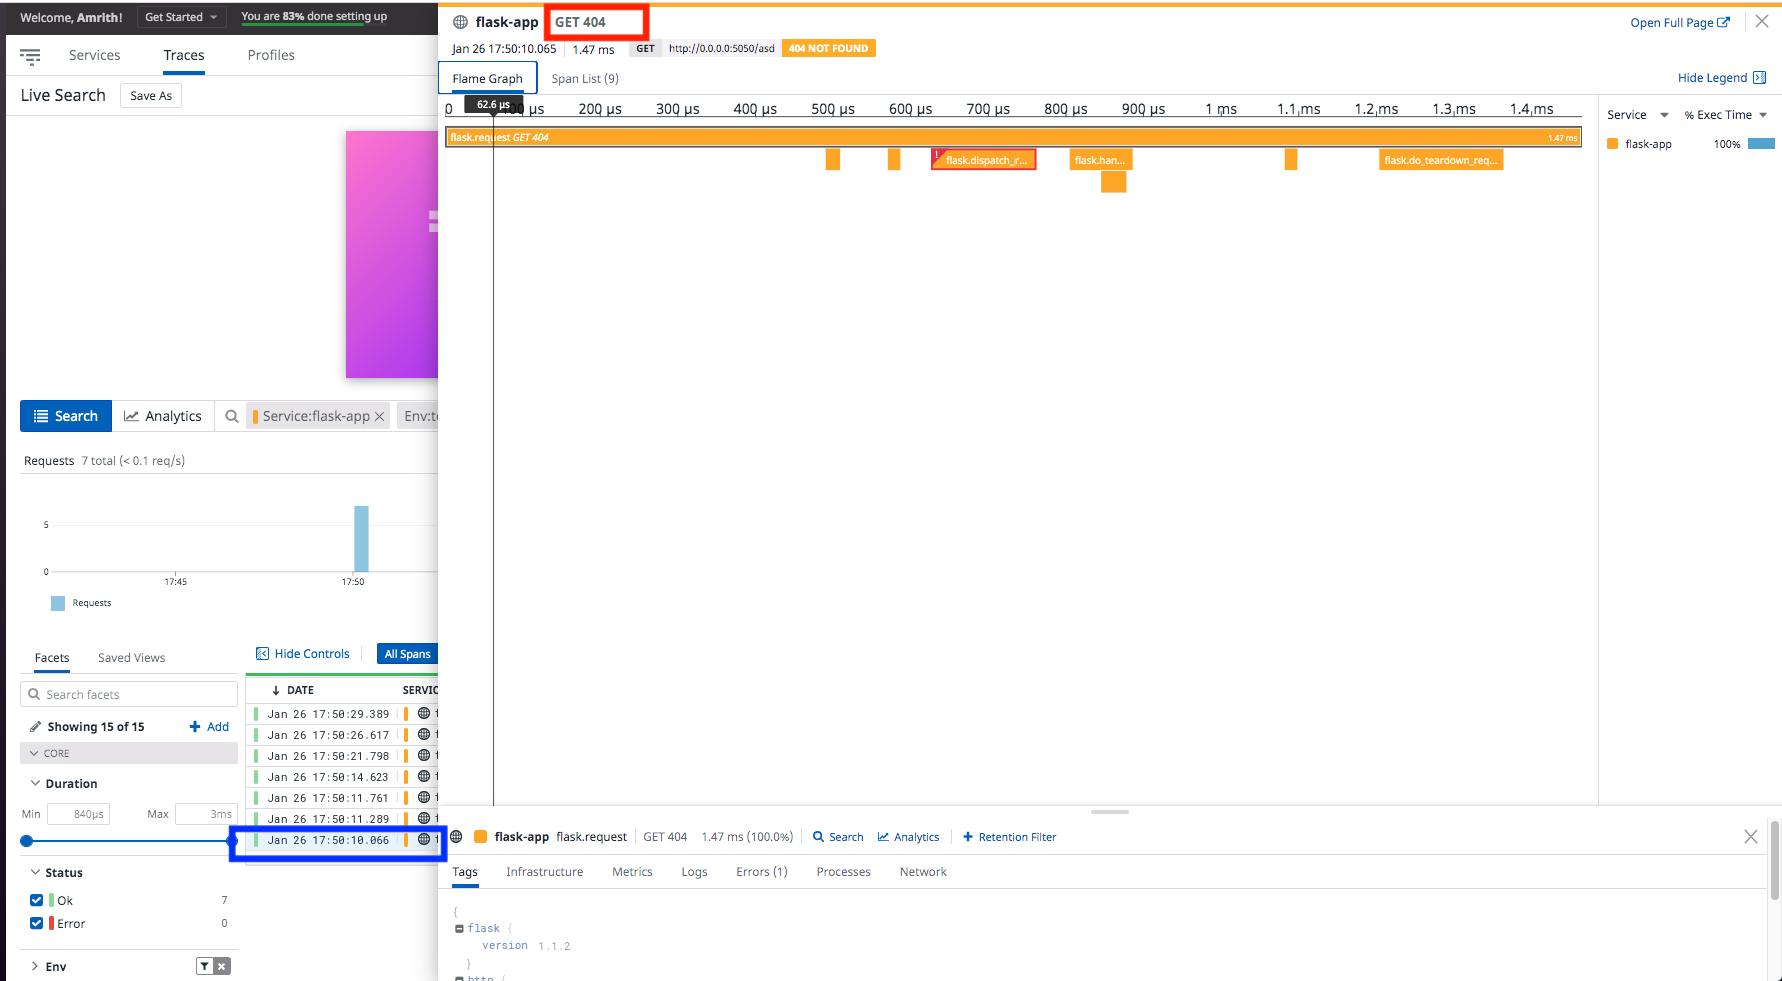 Welcome, Amrith!
Get Started
You are 83% done setting up
Services
Traces
Profiles
Live Search
Save As
Search
Analytics
Service:flask-app
Requests 7 total (< 0.1 req/s)
5
0
17:45
17:50
Requests
Facets
Saved Views
Hide Controls
All Spans
Search facets
DATE
Showing 15 of 15
Add
Jan 26 17:50:29.389
Jan 26 17:50:26.617
Jan 26 17:50:21.798
Jan 26 17:50:14.623
Jan 26 17:50:11.761
Jan 26 17:50:11.289
Jan 26 17:50:10.066
CORE
Duration
Min 840µs Max 3ms
Status
Ok 7
Error 0
Env
flask-app GET 404
Open Full Page
Jan 26 17:50:10.065 1.47 ms GET http://0.0.0.0:5050/asd 404 NOT FOUND
Flame Graph
Span List (9)
Hide Legend
0 62.6 µs µs 200 µs 300 µs 400 µs 500 µs 600 µs 700 µs 800 µs 900 µs 1 ms 1.1 ms 1.2 ms 1.3 ms 1.4 ms
Service % Exec Time
flask-app 100%
flask.request GET 404 1.47 ms
! flask.dispatch_r... flask.han... flask.do_teardown_req...
flask-app flask.request GET 404 1.47 ms (100.0%) Search Analytics Retention Filter
Tags Infrastructure Metrics Logs Errors (1) Processes Network
{
flask {
version 1.1.2
}
http {